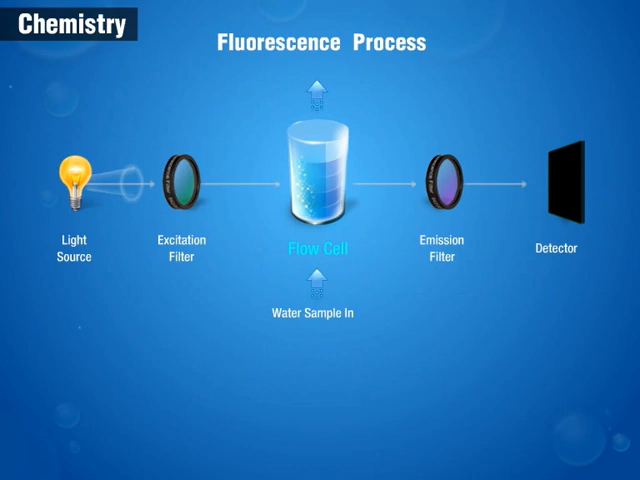 Chemistry
Fluorescence Process
Light
Source
Excitation
Filter
Flow Cell
Emission
Filter
Detector
Water Sample In